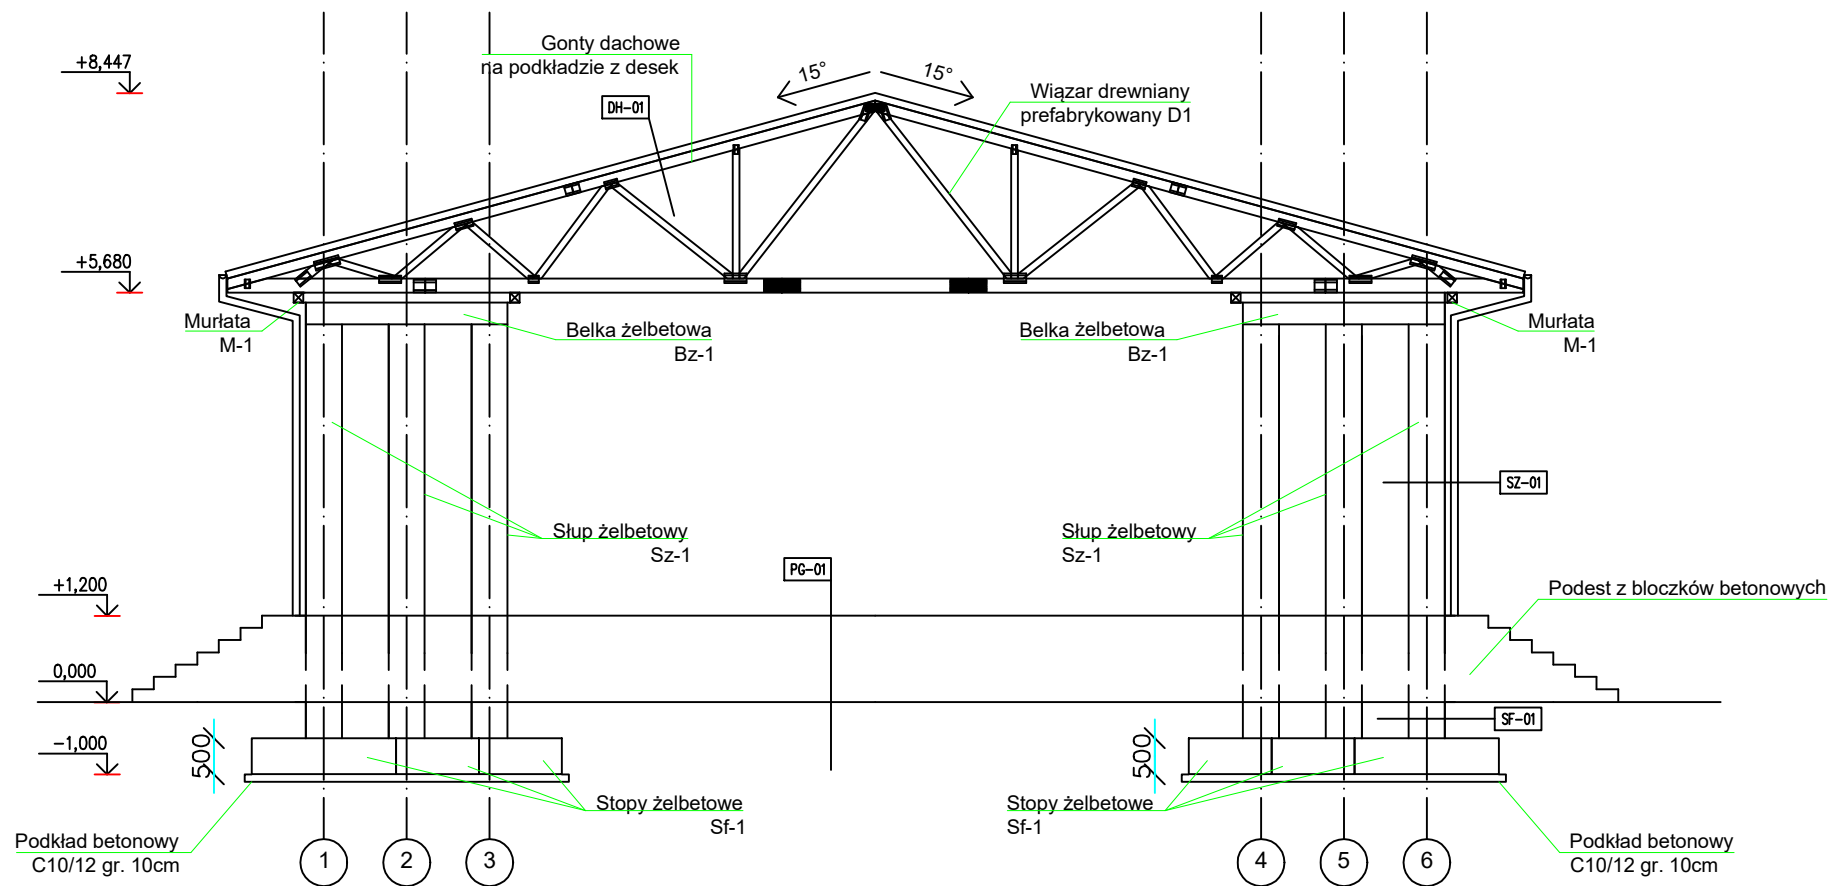 +8,447
Gonty dachowe
na podkładzie z desek
15°
15°
Wiązar drewniany
prefabrykowany D1
DH-01
+5,680
Murłata
M-1
Belka żelbetowa
Bz-1
Belka żelbetowa
Bz-1
Murłata
M-1
SZ-01
Słup żelbetowy
Sz-1
Słup żelbetowy
Sz-1
PG-01
+1,200
Podest z bloczków betonowych
0,000
SF-01
-1,000
500
500
Stopy żelbetowe
Sf-1
Stopy żelbetowe
Sf-1
Podkład betonowy
C10/12 gr. 10cm
Podkład betonowy
C10/12 gr. 10cm
1
2
3
4
5
6